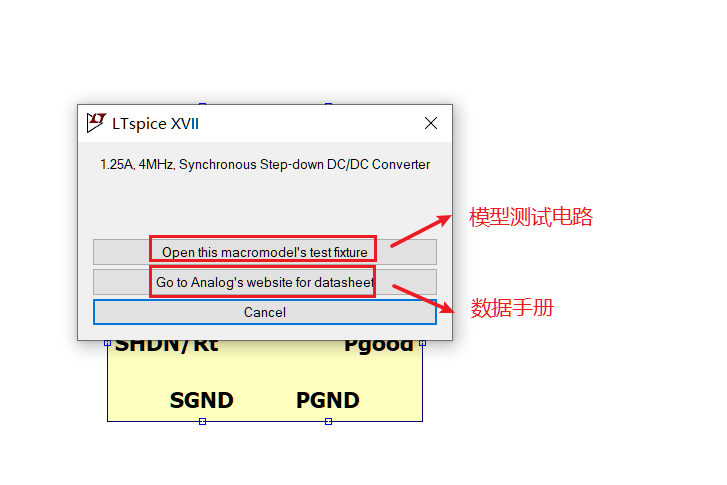 LTspice XVII
1.25A, 4MHz, Synchronous Step-down DC/DC Converter
模型测试电路
Open this macromodel's test fixture
Go to Analog's website for datasheet
数据手册
Cancel
SHDN/Rt Pgood
SGND PGND